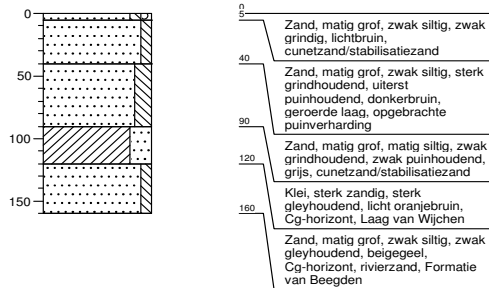 0
50
100
150
0
5
Zand, matig grof, zwak siltig, zwak
grindig, lichtbruin,
cunetzand/stabilisatiezand
40
Zand, matig grof, zwak siltig, sterk
grindhoudend, uiterst
puinhoudend, donkerbruin,
geroerde laag, opgebrachte
puinverharding
90
Zand, matig grof, matig siltig, zwak
grindhoudend, zwak puinhoudend,
grijs, cunetzand/stabilisatiezand
120
Klei, sterk zandig, sterk
gleyhoudend, licht oranjebruin,
Cg-horizont, Laag van Wijchen
160
Zand, matig grof, zwak siltig, zwak
gleyhoudend, beigegeel,
Cg-horizont, rivierzand, Formatie
van Beegden